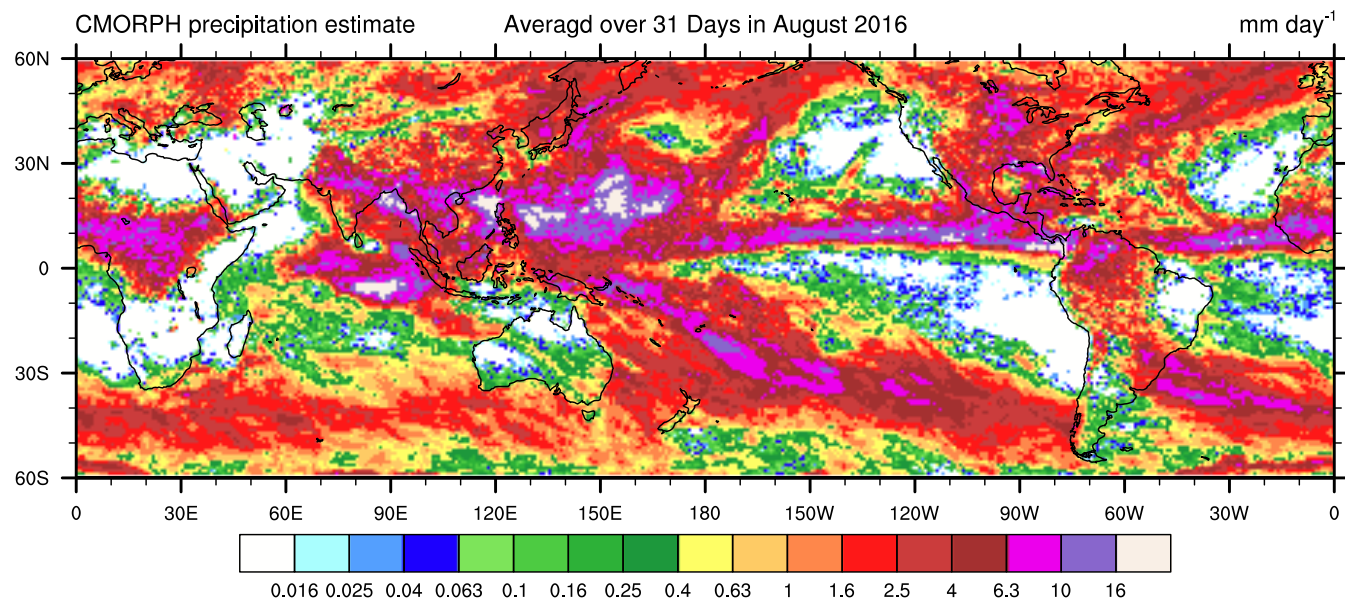 CMORPH precipitation estimate Averagd over 31 Days in August 2016 mm day-1
60N
30N
0
30S
60S
0 30E 60E 90E 120E 150E 180 150W 120W 90W 60W 30W 0
0.016 0.025 0.04 0.063 0.1 0.16 0.25 0.4 0.63 1 1.6 2.5 4 6.3 10 16